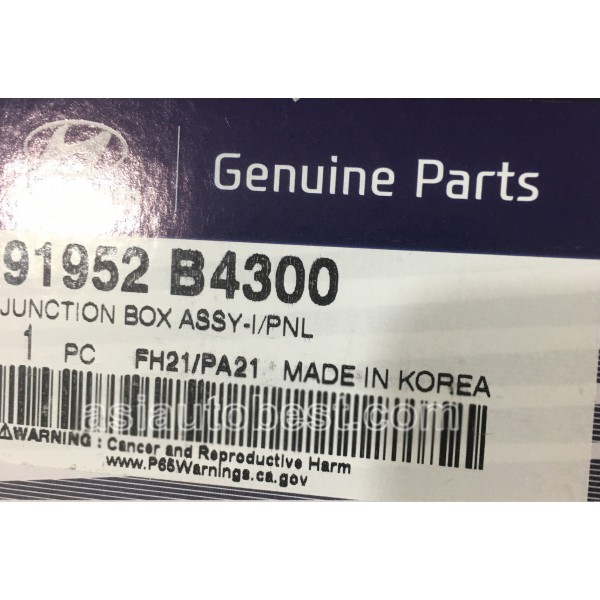 Genuine Parts
91952 B4300
JUNCTION BOX ASSY-I/PNL
1 PC FH21/PA21 MADE IN KOREA
asiautobest.com
⚠WARNING : Cancer and Reproductive Harm
www.P65Warnings.ca.gov